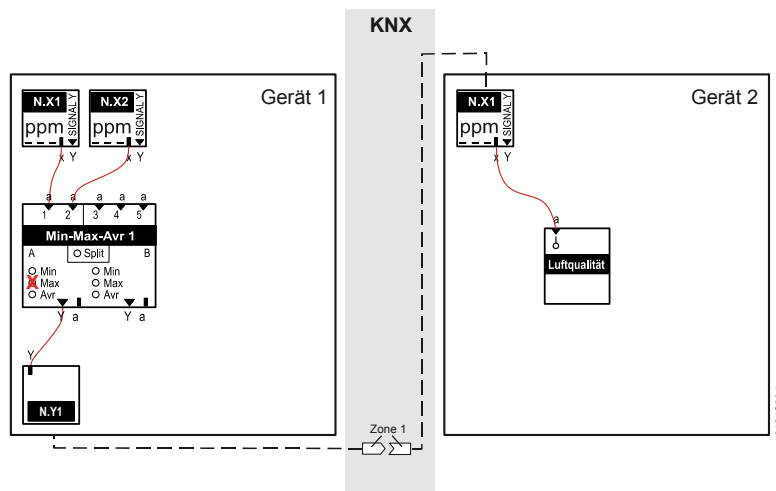 KNX
Gerät 1
N.X1
ppm
SIGNAL Y
x Y
N.X2
ppm
SIGNAL Y
x Y
a a a a a
1 2 3 4 5
Min-Max-Avr 1
A Split B
Min Min
Max Max
Avr Avr
Y a Y a
Y
N.Y1
Zone 1
Gerät 2
N.X1
ppm
SIGNAL Y
x Y
a
Luftqualität